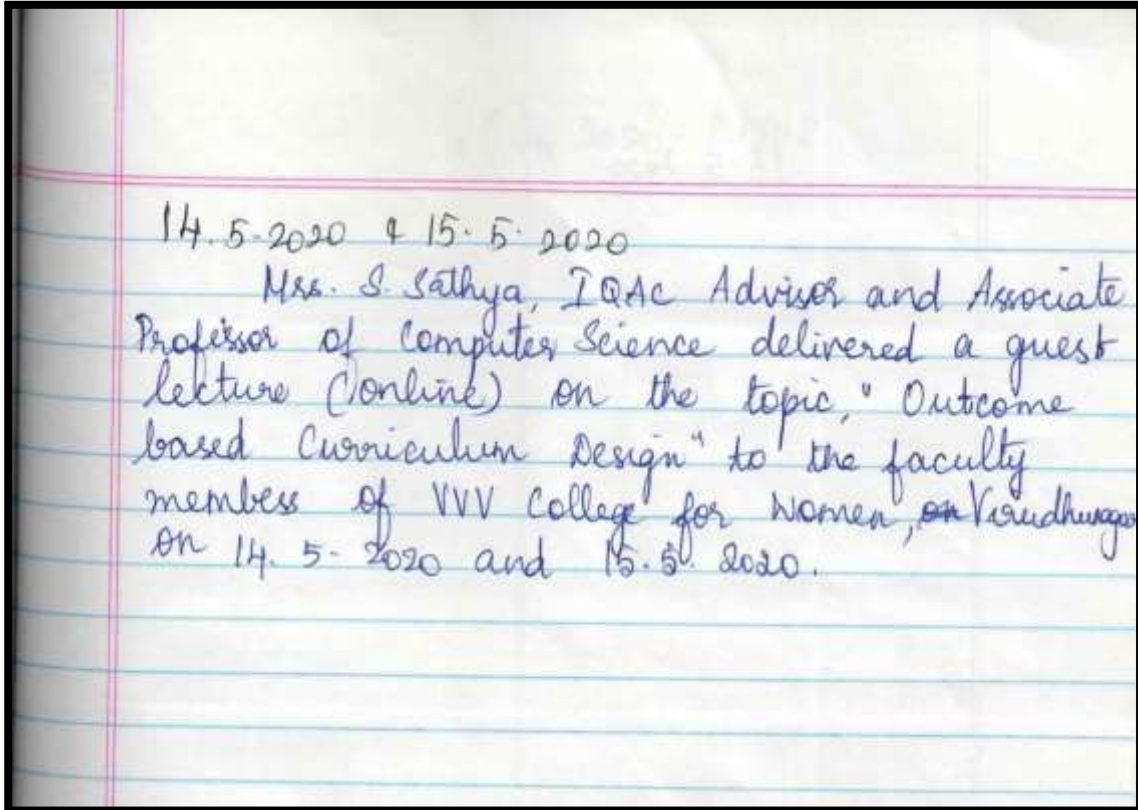 14.5.2020 & 15.5.2020
Mrs. S. Sathya, IQAC Advisor and Associate
Professor of Computer Science delivered a guest
lecture (online) on the topic, "Outcome
based Curriculum Design" to the faculty
members of VVV College for Women, on Virudhunagar
on 14.5.2020 and 15.5.2020.